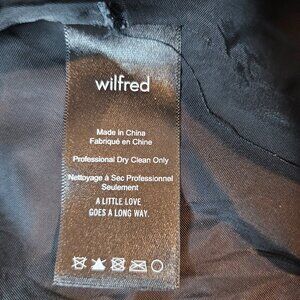 wilfred
Made in China
Fabriqué en Chine
Professional Dry Clean Only
Nettoyage à Sec Professionnel
Seulement
A LITTLE LOVE
GOES A LONG WAY.